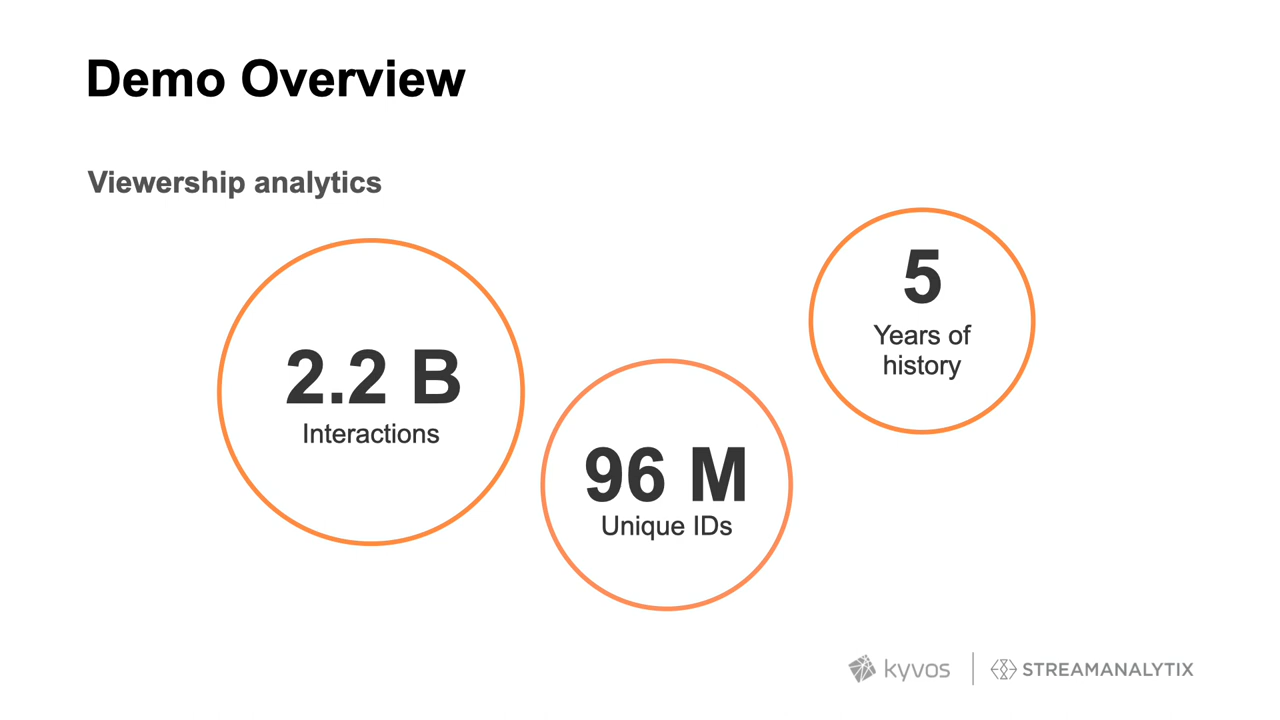 Demo Overview
Viewership analytics
2.2 B
Interactions
96 M
Unique IDs
5
Years of
history
kyvos
STREAMANALYTIX